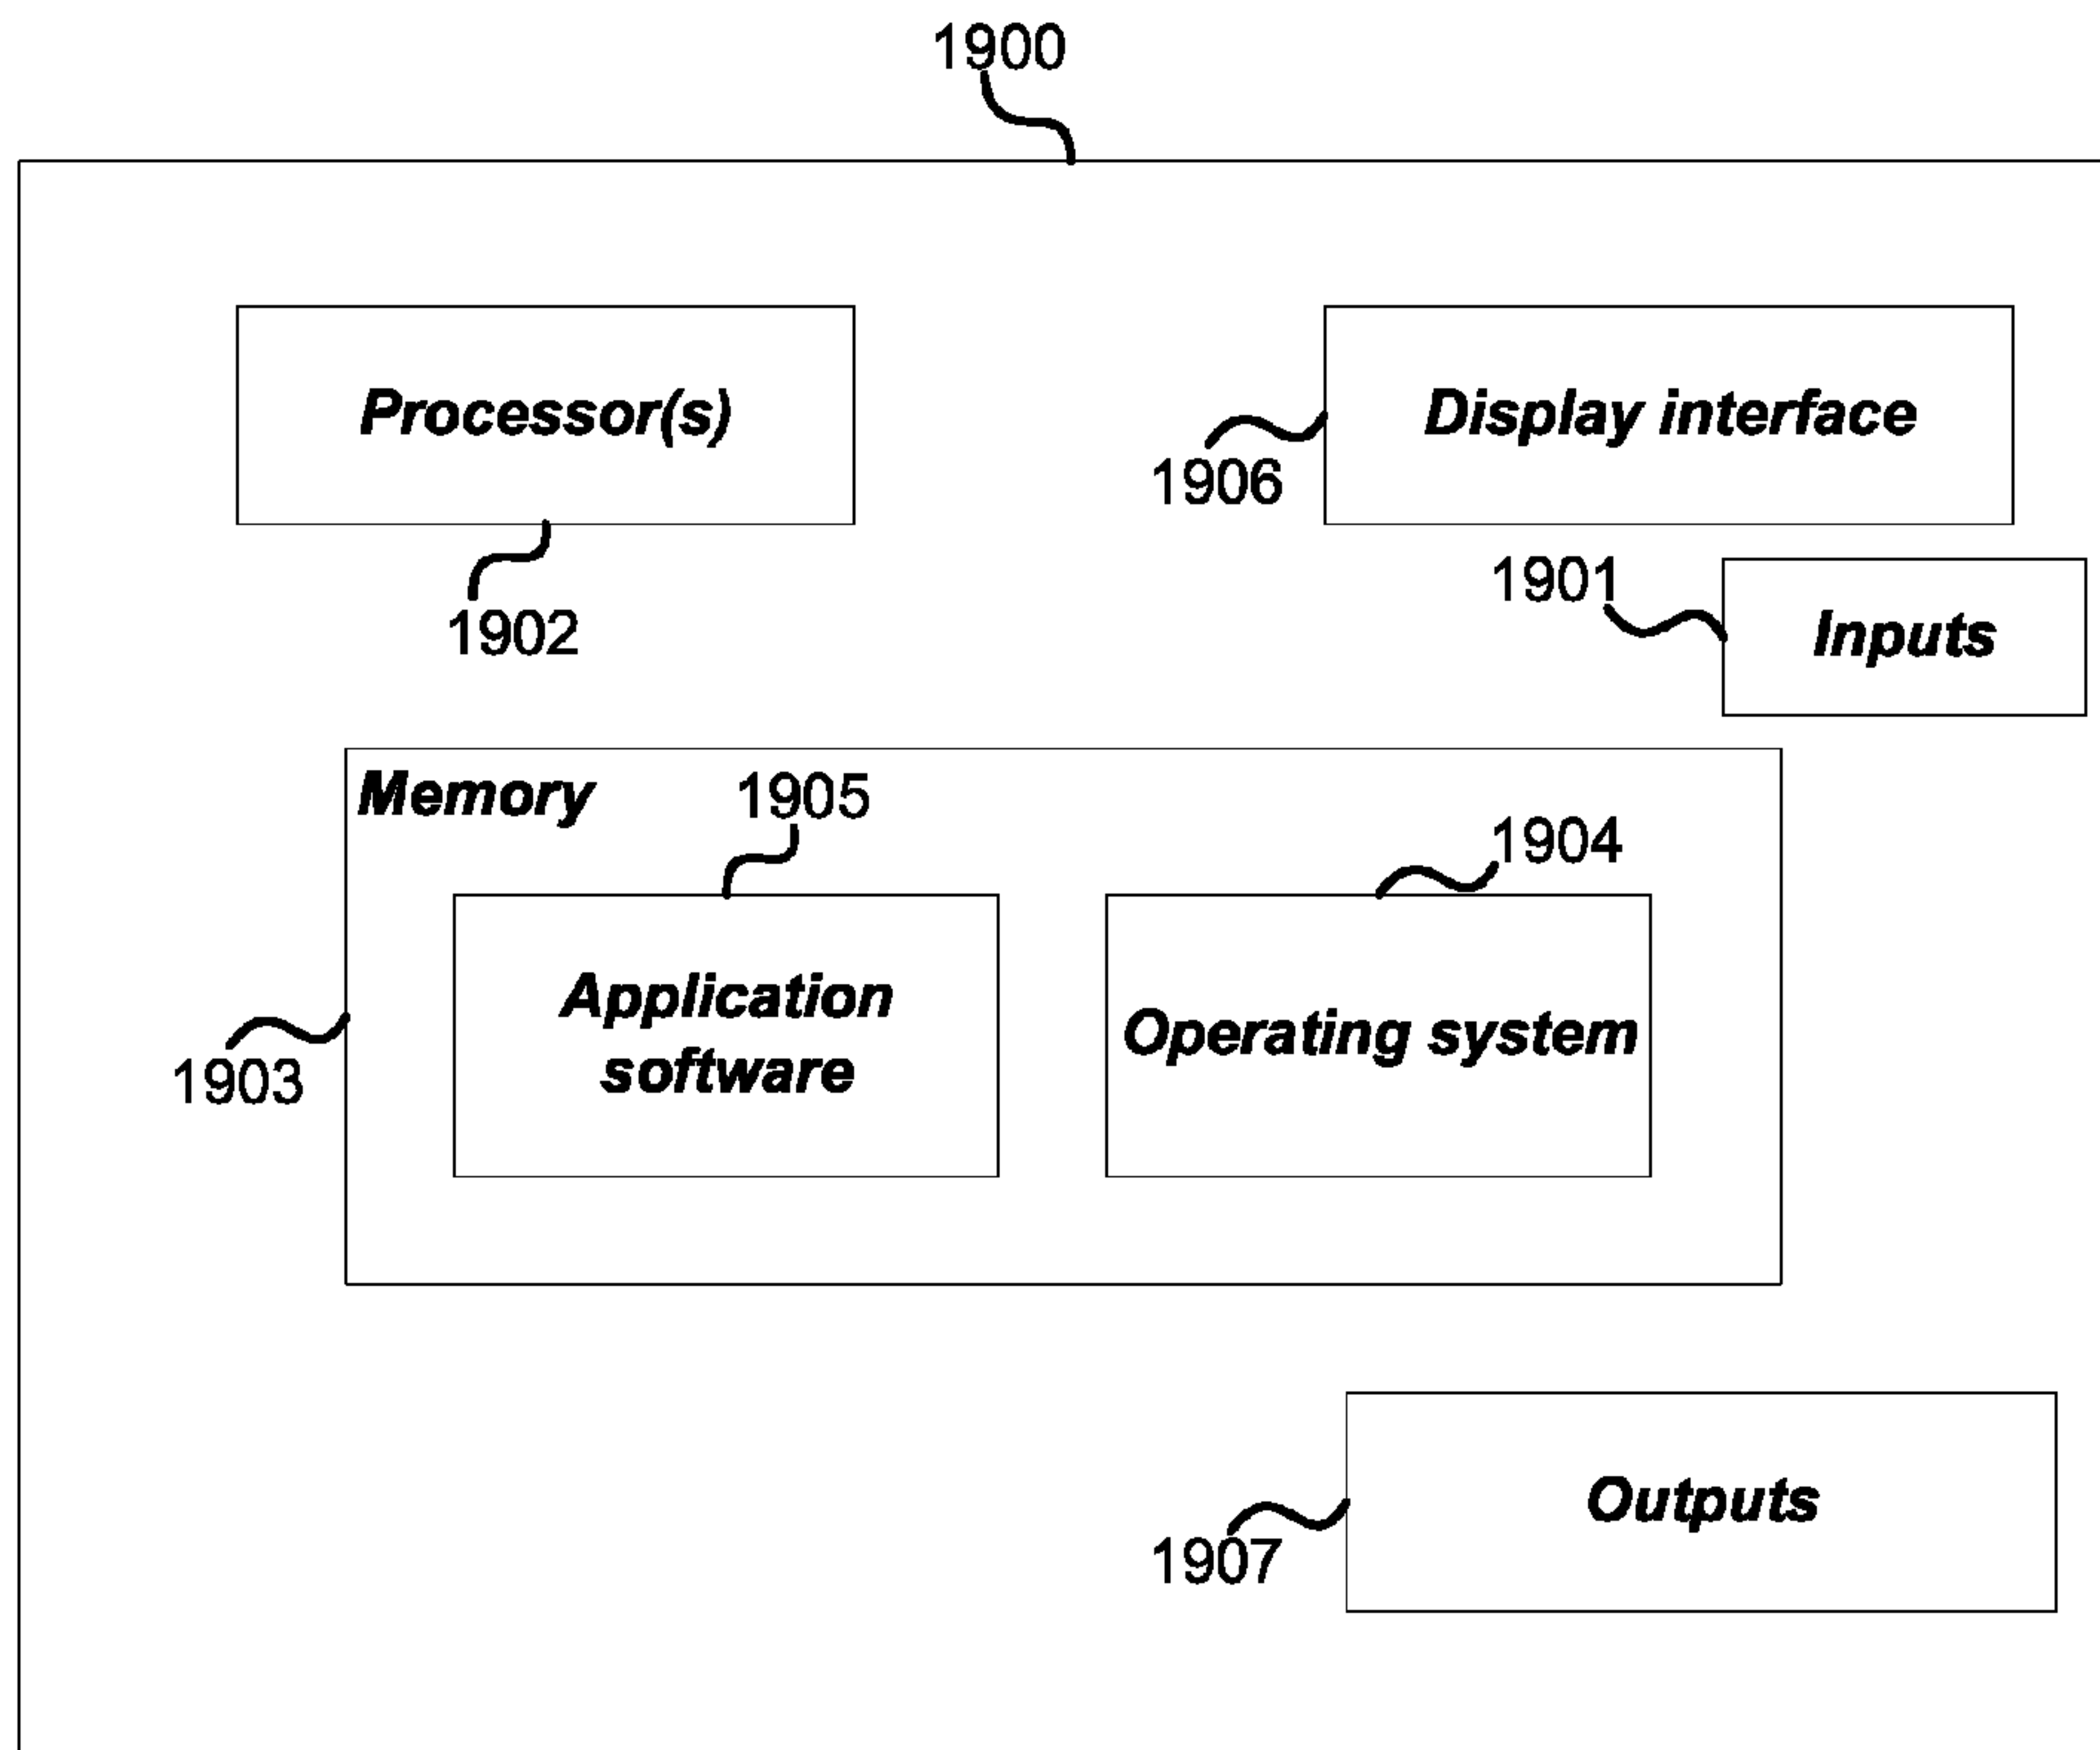 1900
Processor(s)
Display interface
1906
1901
Inputs
1902
Memory
1905
1904
Application
software
Operating system
1903
Outputs
1907